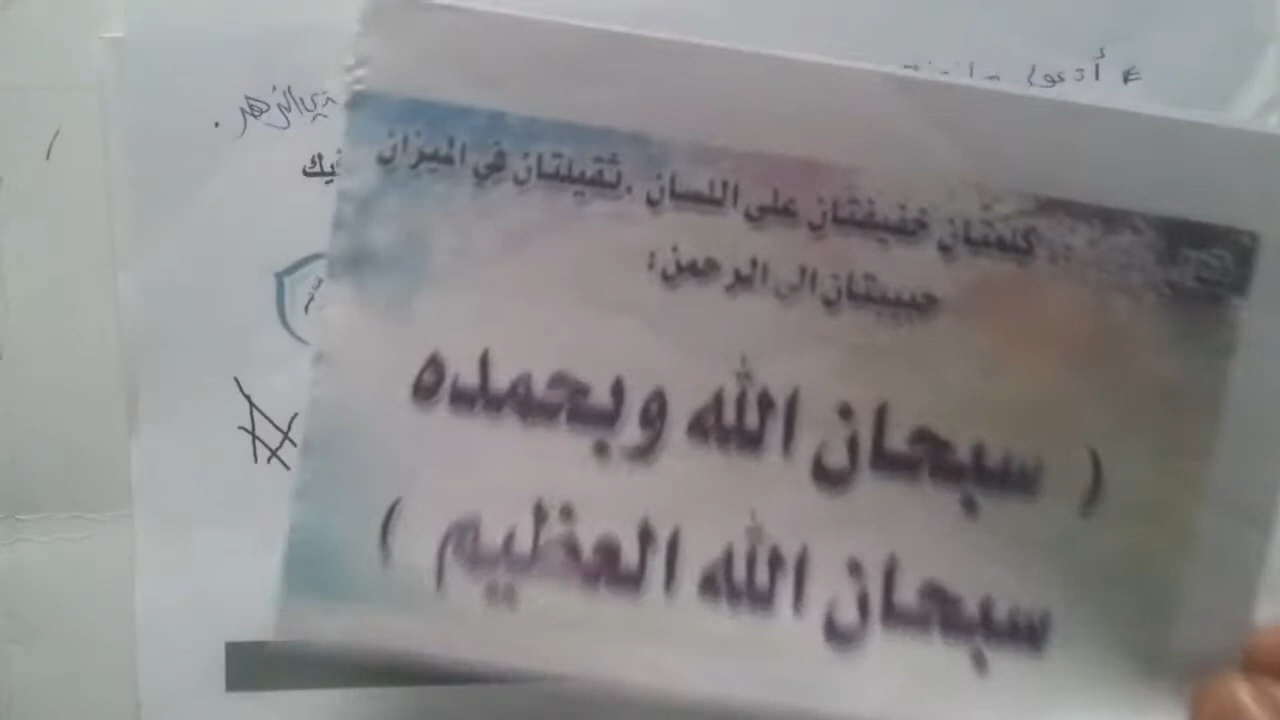 كلمتان خفيفتان على اللسان . ثقيلتان في الميزان
حبيبتان الى الرحمن :
( سبحان الله وبحمده
سبحان الله العظيم )